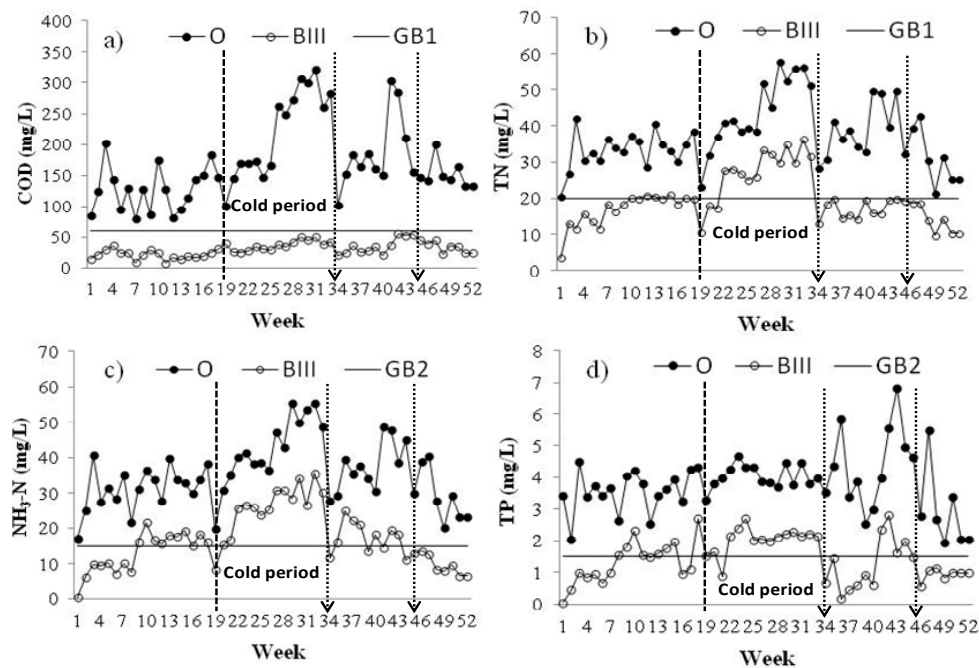 a)
O BIII GB1
COD (mg/L)
400
350
300
250
200
150
100
50
0
Cold period
1 4 7 10 13 16 19 22 25 28 31 34 37 40 43 46 49 52
Week
b)
O BIII GB1
TN (mg/L)
70
60
50
40
30
20
10
0
Cold period
1 4 7 10 13 16 19 22 25 28 31 34 37 40 43 46 49 52
Week
c)
O BIII GB2
NH3-N (mg/L)
70
60
50
40
30
20
10
0
Cold period
1 4 7 10 13 16 19 22 25 28 31 34 37 40 43 46 49 52
Week
d)
O BIII GB2
TP (mg/L)
8
7
6
5
4
3
2
1
0
Cold period
1 4 7 10 13 16 19 22 25 28 31 34 37 40 43 46 49 52
Week